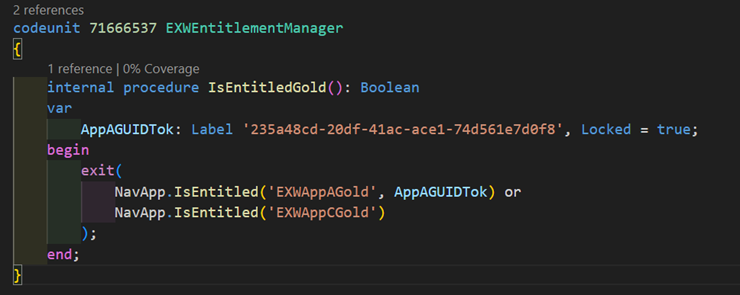 2 references
codeunit 71666537 EXWEntitlementManager
{
1 reference | 0% Coverage
internal procedure IsEntitledGold(): Boolean
var
AppAGUIDTok: Label '235a48cd-20df-41ac-ace1-74d561e7d0f8', Locked = true;
begin
exit(
NavApp.IsEntitled('EXWAppAGold', AppAGUIDTok) or
NavApp.IsEntitled('EXWAppCGold')
);
end;
}